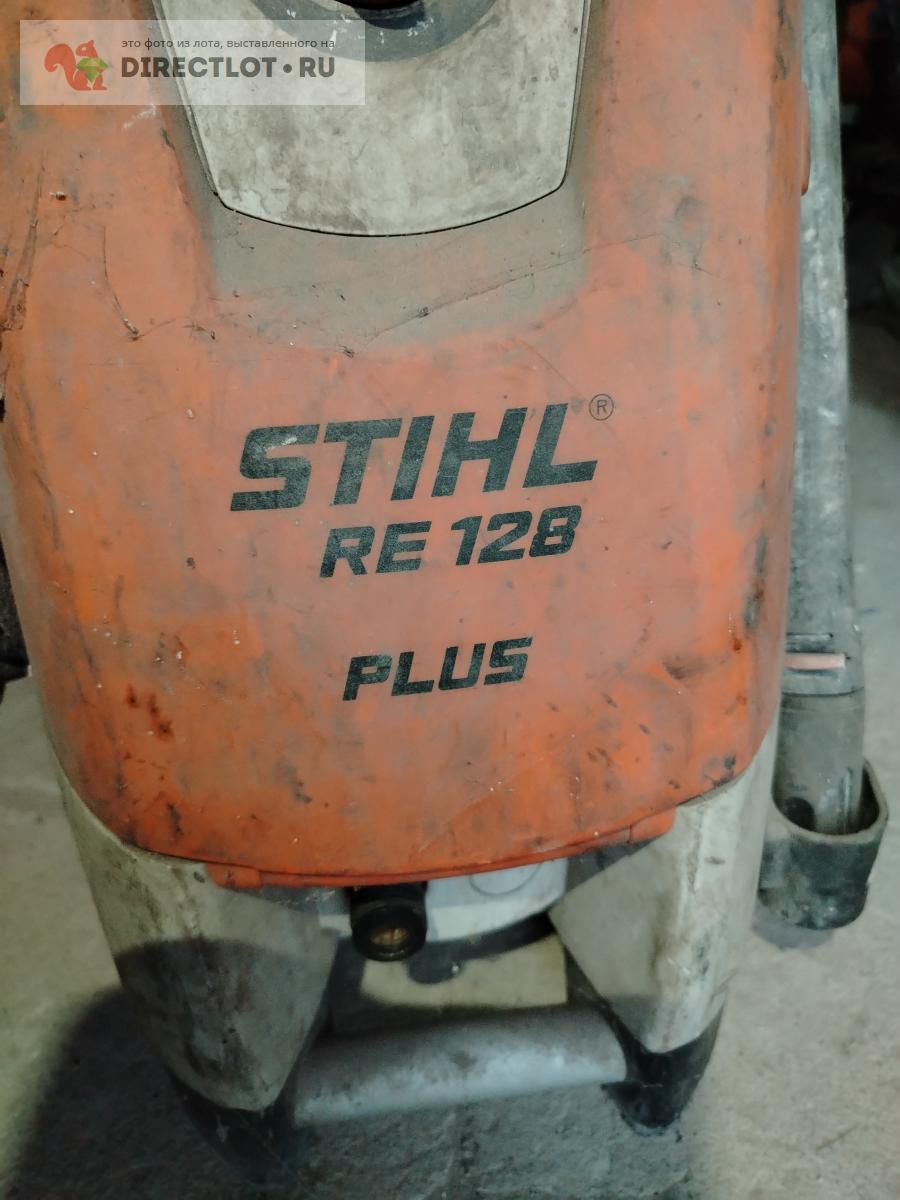 это фото из лота, выставленного на
DIRECTLOT•RU
STIHL®
RE 128
PLUS